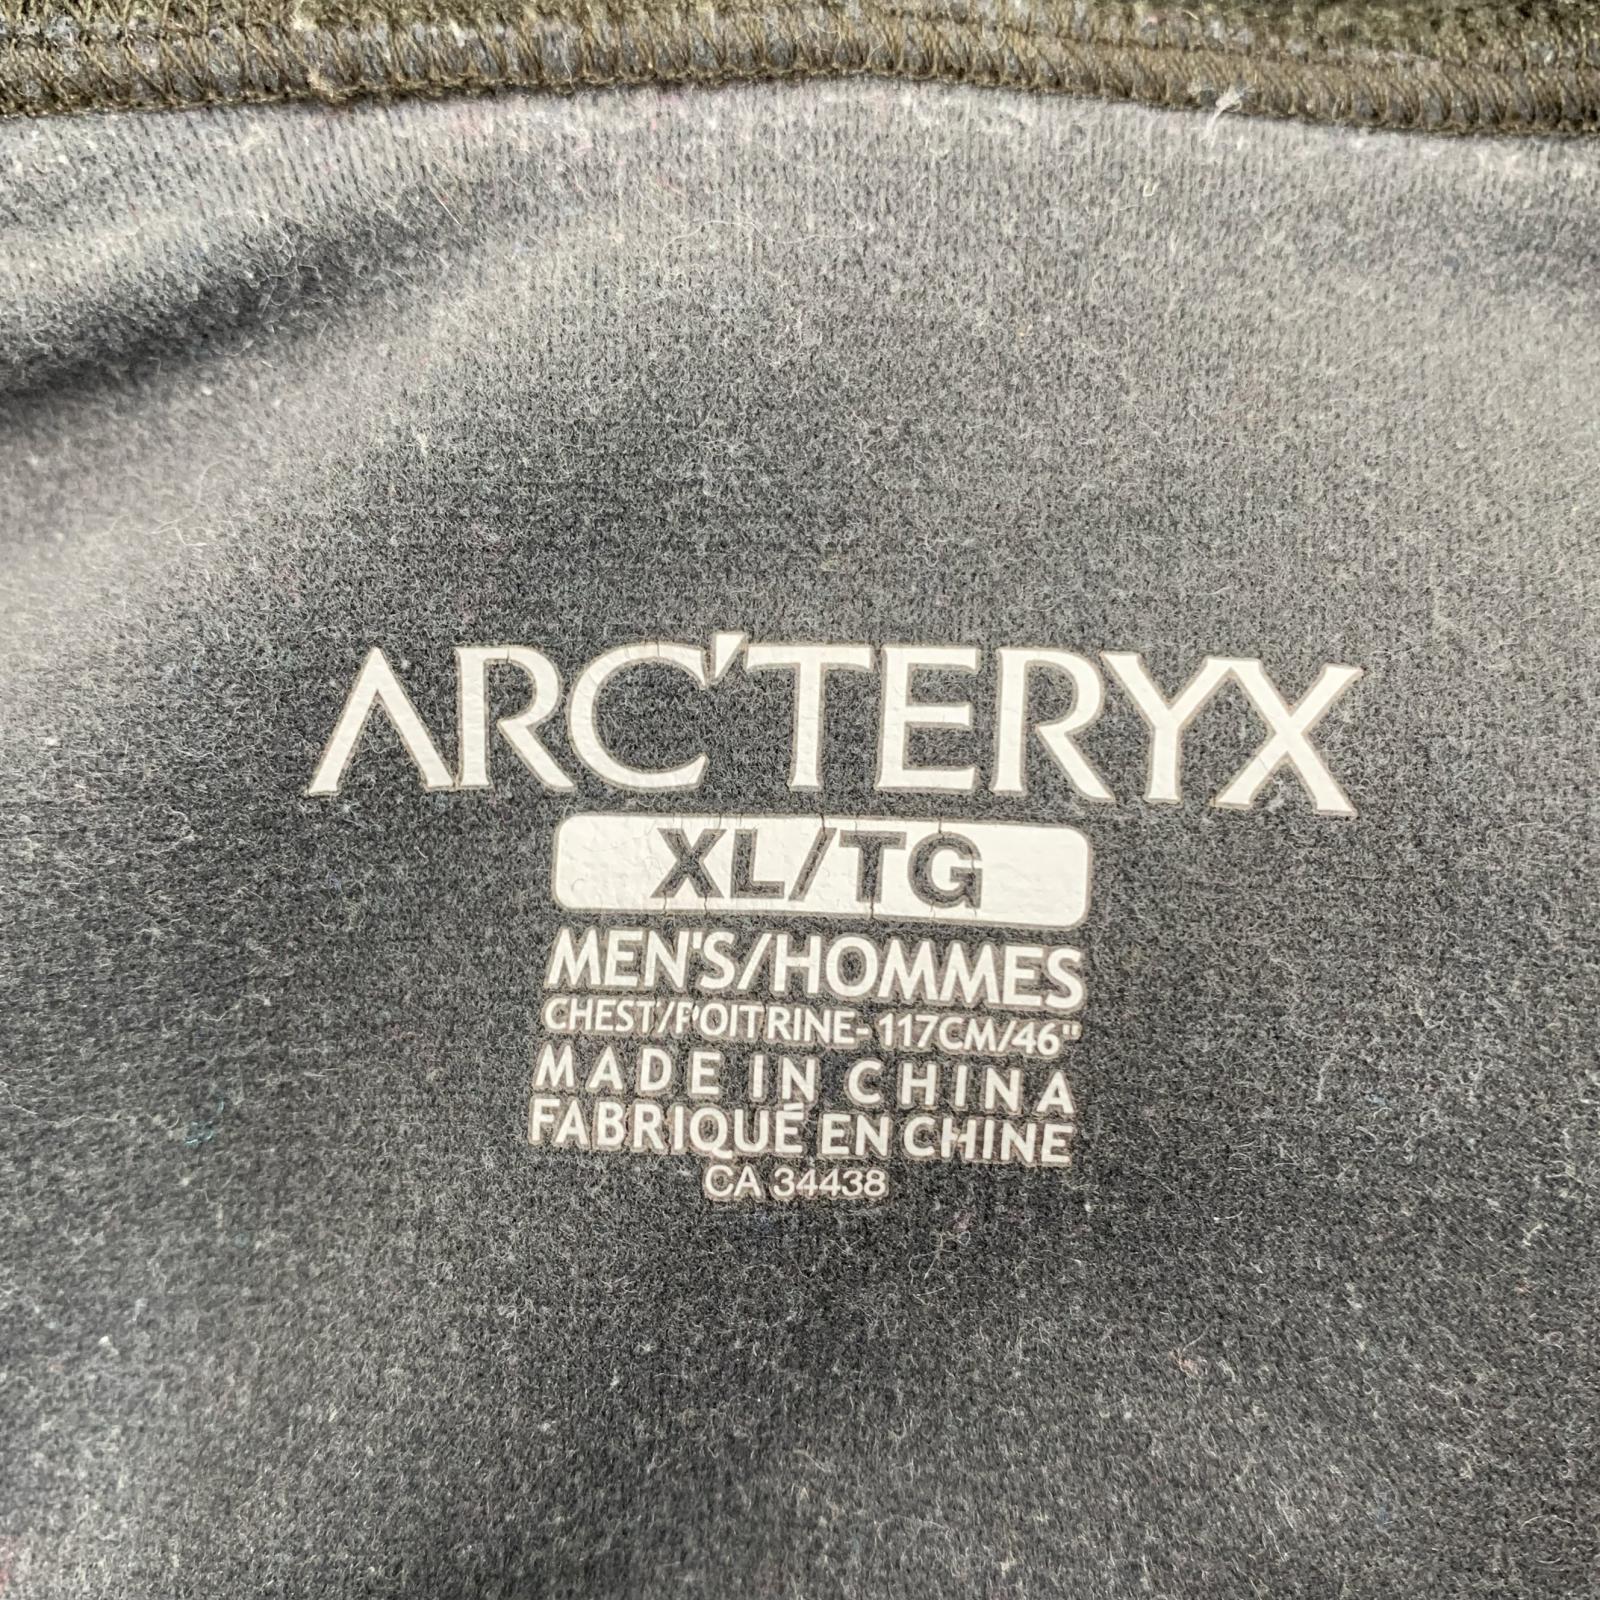 ARC'TERYX
XL/TG
MEN'S/HOMMES
CHEST/POITRINE- 117CM/46"
MADE IN CHINA
FABRIQUÉ EN CHINE
CA 34438